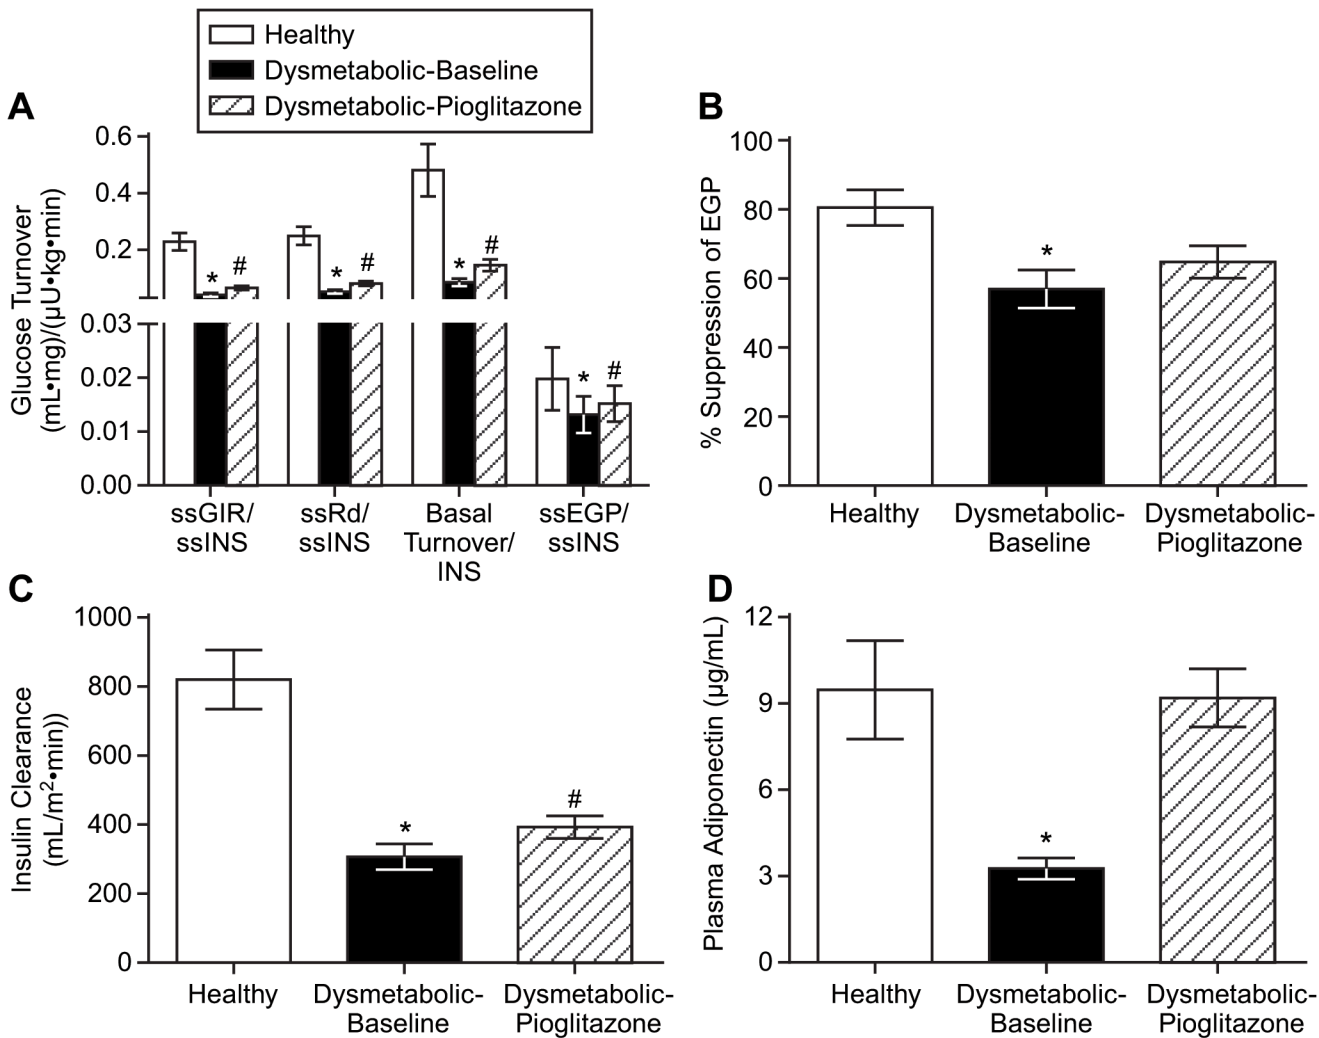 Healthy
Dysmetabolic-Baseline
Dysmetabolic-Pioglitazone
A
Glucose Turnover
(mL•mg)/(µU•kg•min)
0.6
0.4
0.2
0.03
0.02
0.01
0.00
* #
* #
* #
* #
ssGIR/
ssINS
ssRd/
ssINS
Basal
Turnover/
INS
ssEGP/
ssINS
B
% Suppression of EGP
100
80
60
40
20
0
*
Healthy
Dysmetabolic-
Baseline
Dysmetabolic-
Pioglitazone
C
Insulin Clearance
(mL/m²•min))
1000
800
600
400
200
0
*
#
Healthy
Dysmetabolic-
Baseline
Dysmetabolic-
Pioglitazone
D
Plasma Adiponectin (µg/mL)
12
9
6
3
0
*
Healthy
Dysmetabolic-
Baseline
Dysmetabolic-
Pioglitazone